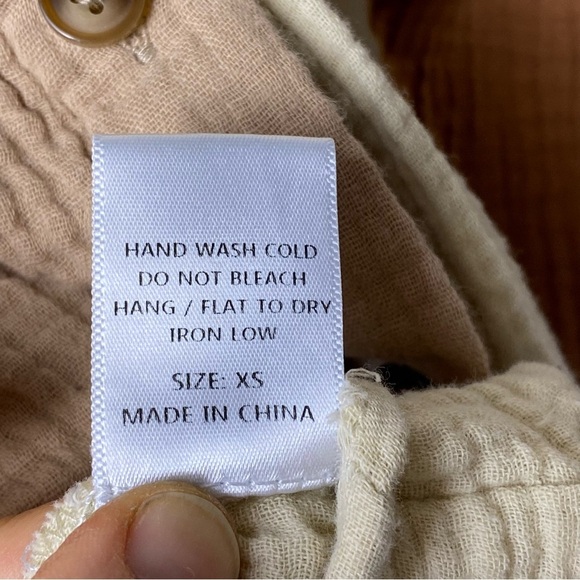 HAND WASH COLD
DO NOT BLEACH
HANG / FLAT TO DRY
IRON LOW
SIZE: XS
MADE IN CHINA